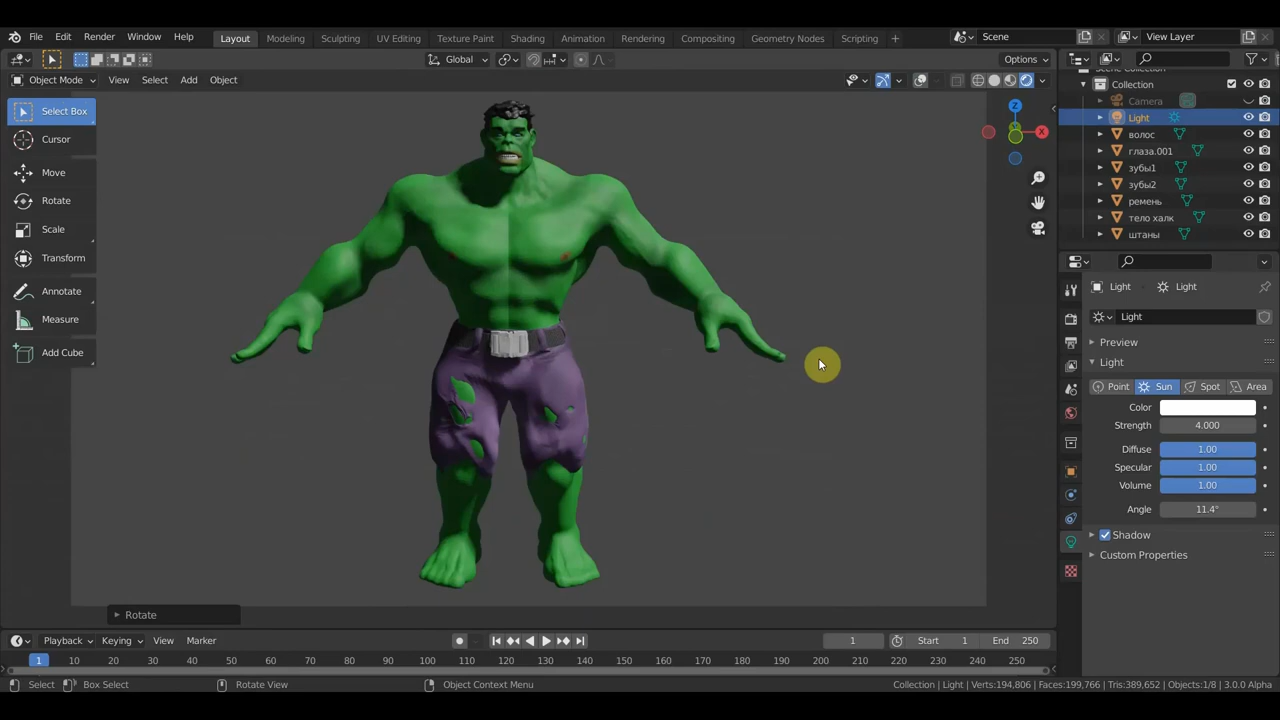 File Edit Render Window Help Layout Modeling Sculpting UV Editing Texture Paint Shading Animation Rendering Compositing Geometry Nodes Scripting + Scene View Layer
Global Options
Object Mode View Select Add Object
Collection
Camera
Light
волос
глаза.001
зубы1
зубы2
ремень
тело халк
штаны
Select Box
Cursor
Move
Rotate
Scale
Transform
Annotate
Measure
Add Cube
Z
X
Light Light
Light
Preview
Light
Point Sun Spot Area
Color
Strength 4.000
Diffuse 1.00
Specular 1.00
Volume 1.00
Angle 11.4°
Shadow
Custom Properties
Rotate
Playback Keying View Marker 1 Start 1 End 250
1 10 20 30 40 50 60 70 80 90 100 110 120 130 140 150 160 170 180 190 200 210 220 230 240 250
Select Box Select Rotate View Object Context Menu Collection | Light | Verts:194,806 | Faces:199,766 | Tris:389,652 | Objects:1/8 | 3.0.0 Alpha